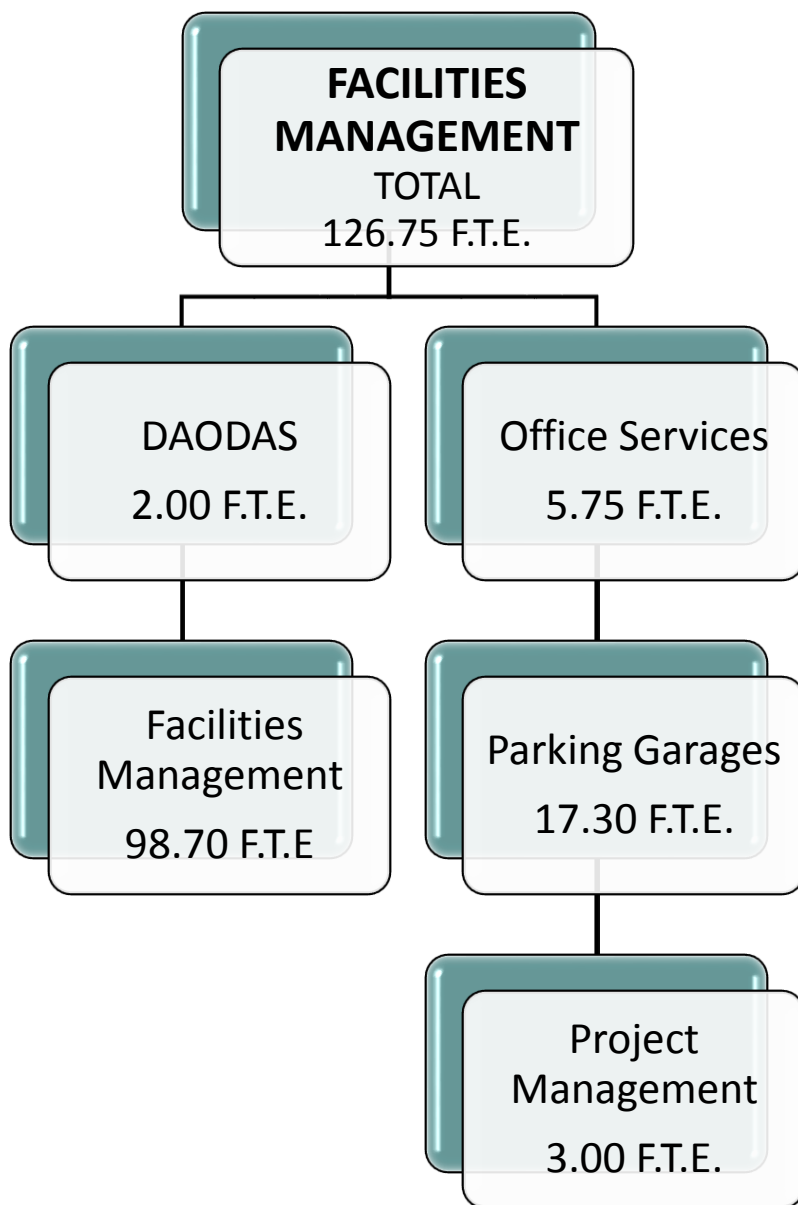 FACILITIES
MANAGEMENT
TOTAL
126.75 F.T.E.
DAODAS
2.00 F.T.E.
Office Services
5.75 F.T.E.
Facilities
Management
98.70 F.T.E
Parking Garages
17.30 F.T.E.
Project
Management
3.00 F.T.E.